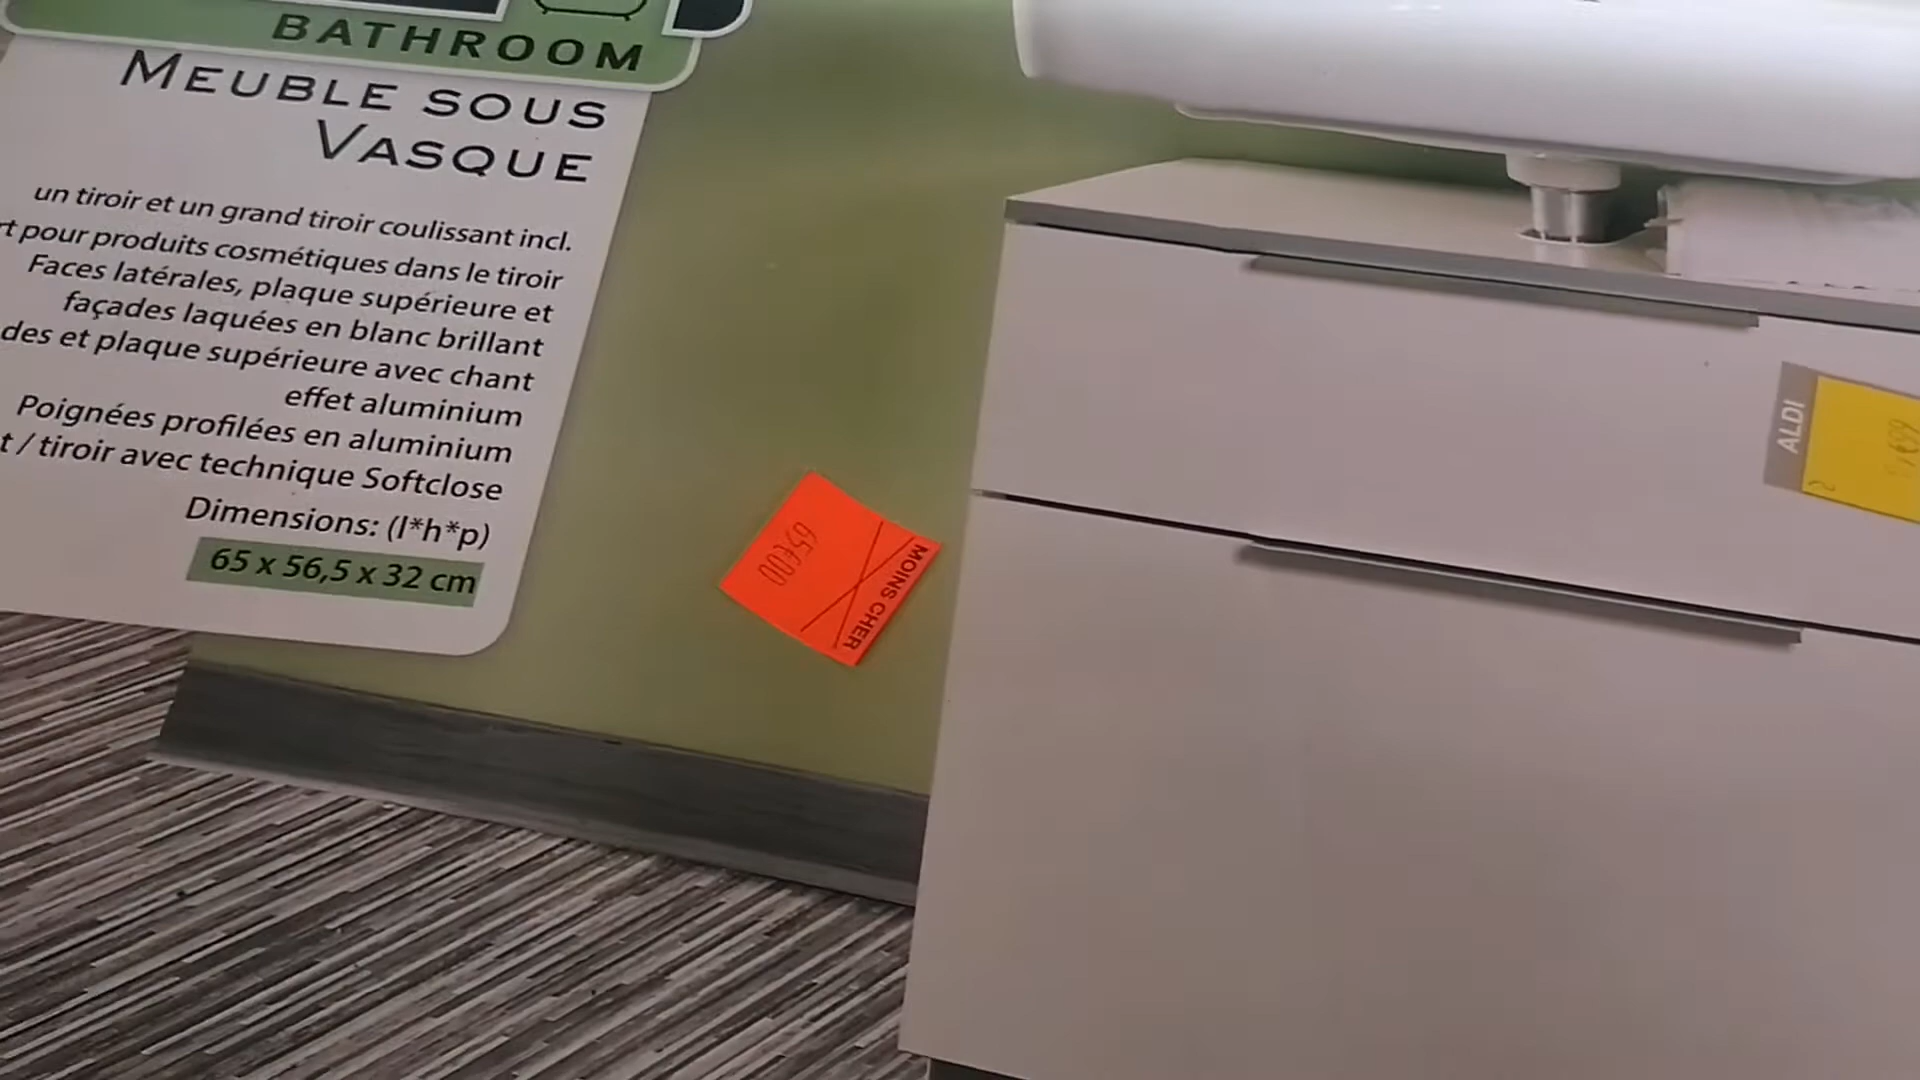 BATHROOM
MEUBLE SOUS
VASQUE
un tiroir et un grand tiroir coulissant incl.
pour produits cosmétiques dans le tiroir
Faces latérales, plaque supérieure et
façades laquées en blanc brillant
et plaque supérieure avec chant
effet aluminium
Poignées profilées en aluminium
/ tiroir avec technique Softclose
Dimensions: (l*h*p)
65 x 56,5 x 32 cm
65€00
MOINS CHER
ALDI